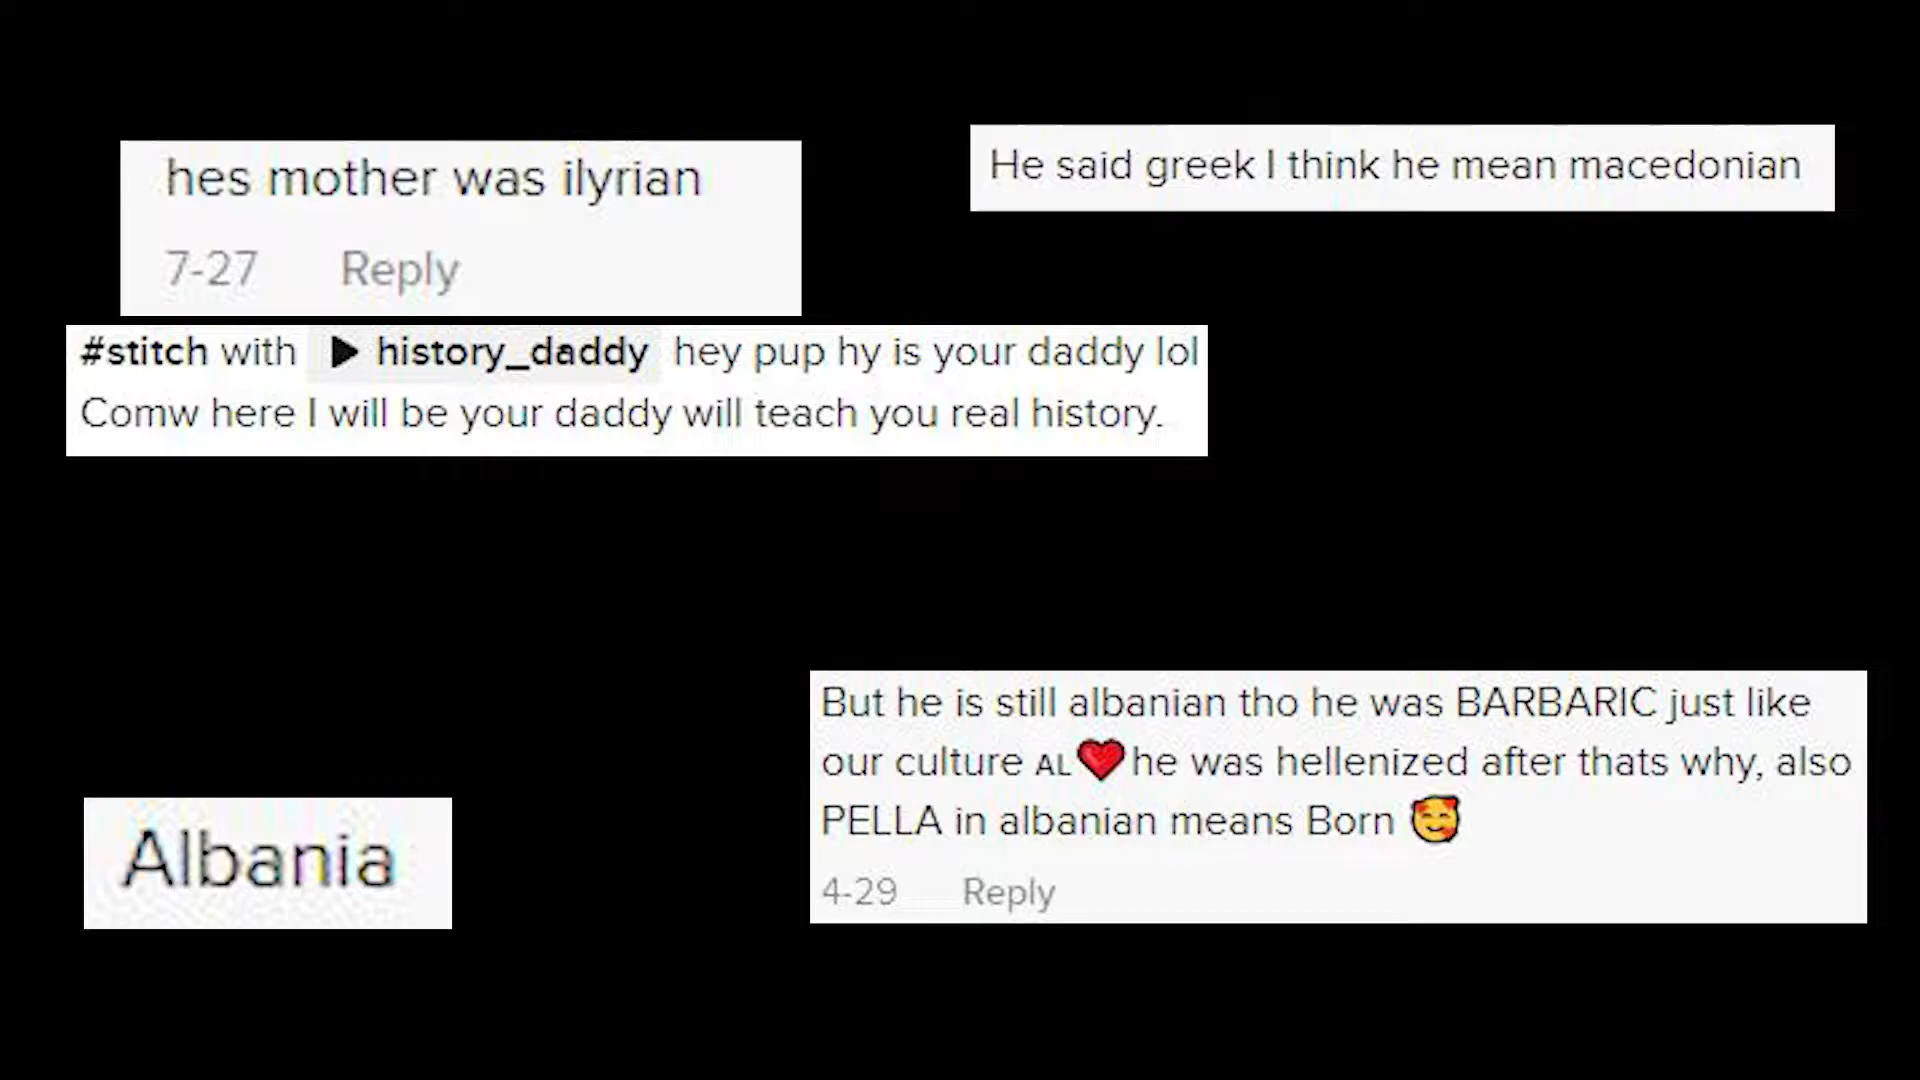 hes mother was ilyrian
7-27 Reply
He said greek I think he mean macedonian
#stitch with ▶ history_daddy hey pup hy is your daddy lol
Comw here I will be your daddy will teach you real history.
But he is still albanian tho he was BARBARIC just like
our culture AL❤️he was hellenized after thats why, also
PELLA in albanian means Born 🥰
4-29 Reply
Albania